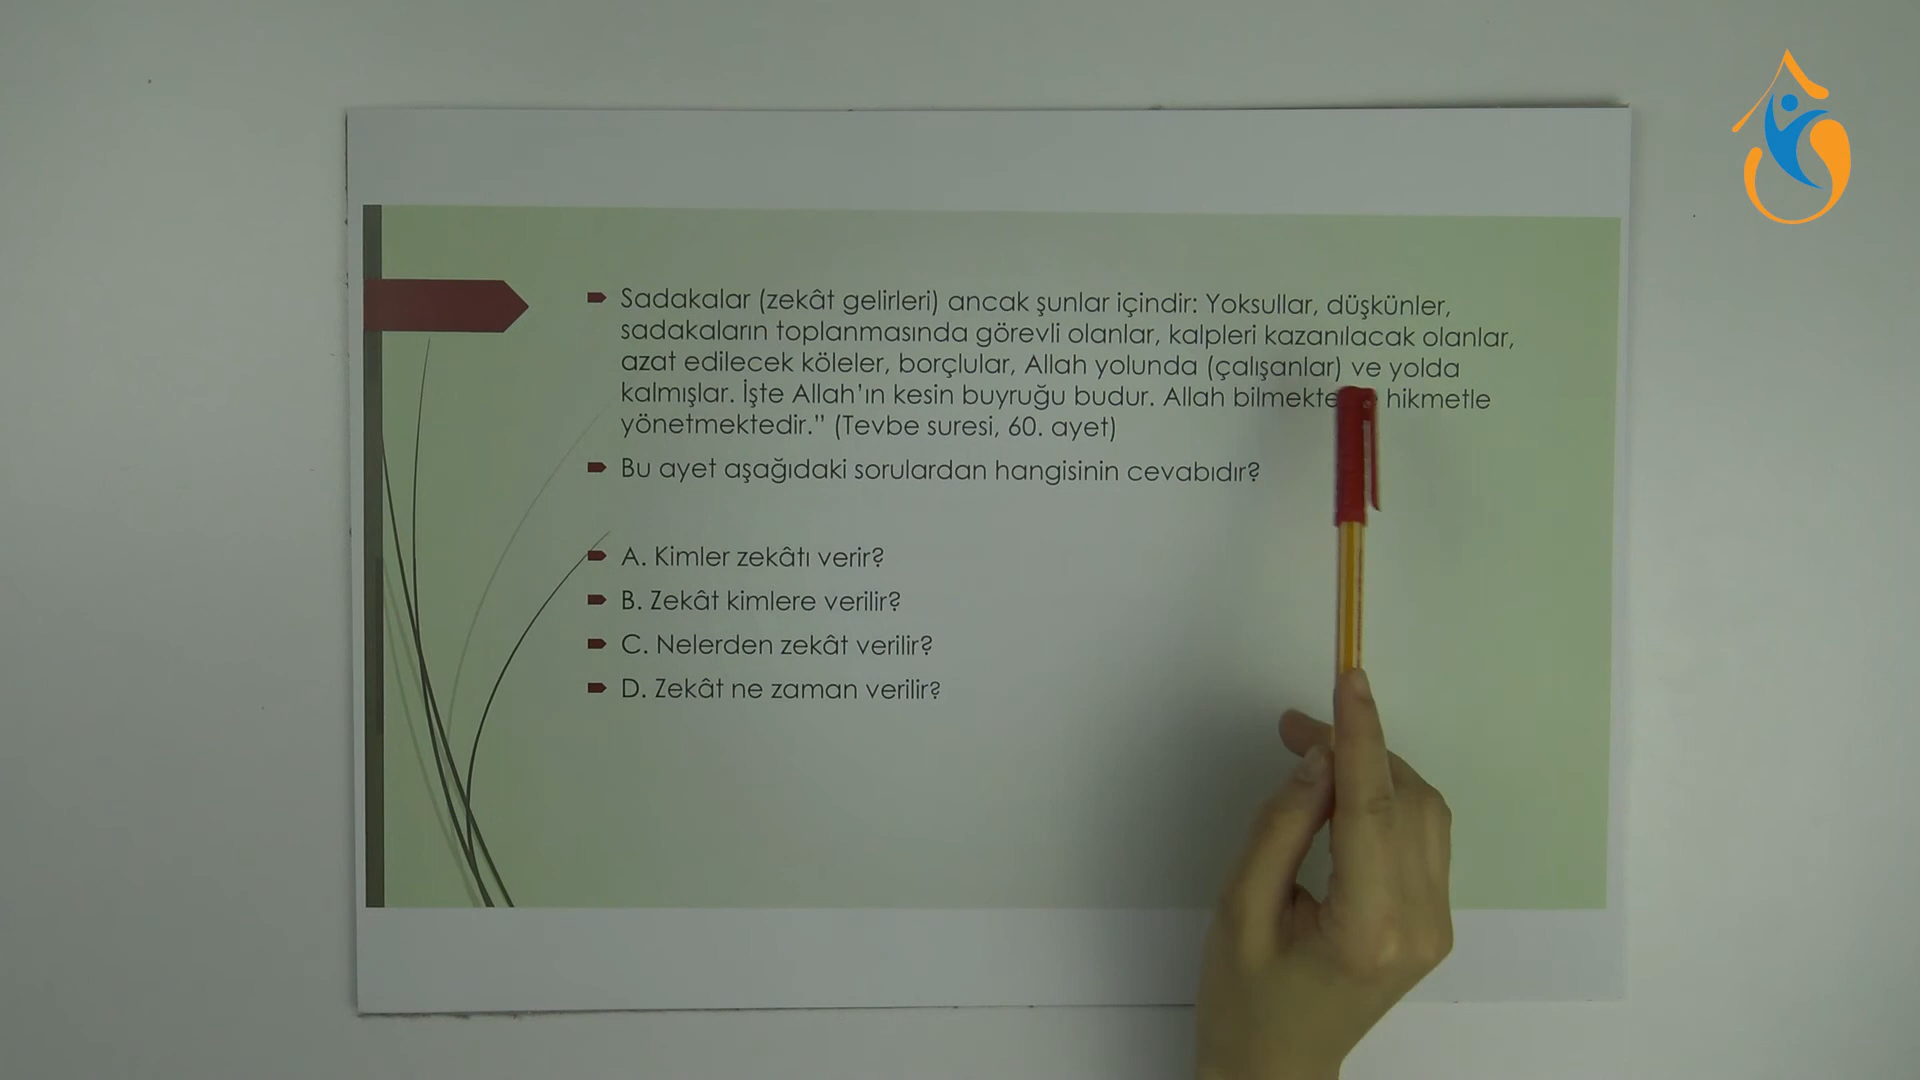 Sadakalar (zekât gelirleri) ancak şunlar içindir: Yoksullar, düşkünler,
sadakaların toplanmasında görevli olanlar, kalpleri kazanılacak olanlar,
azat edilecek köleler, borçlular, Allah yolunda (çalışanlar) ve yolda
kalmışlar. İşte Allah’ın kesin buyruğu budur. Allah hikmetle
yönetmektedir.” (Tevbe suresi, 60. ayet)
Bu ayet aşağıdaki sorulardan hangisinin cevabıdır?
A. Kimler zekâtı verir?
B. Zekât kimlere verilir?
C. Nelerden zekât verilir?
D. Zekât ne zaman verilir?